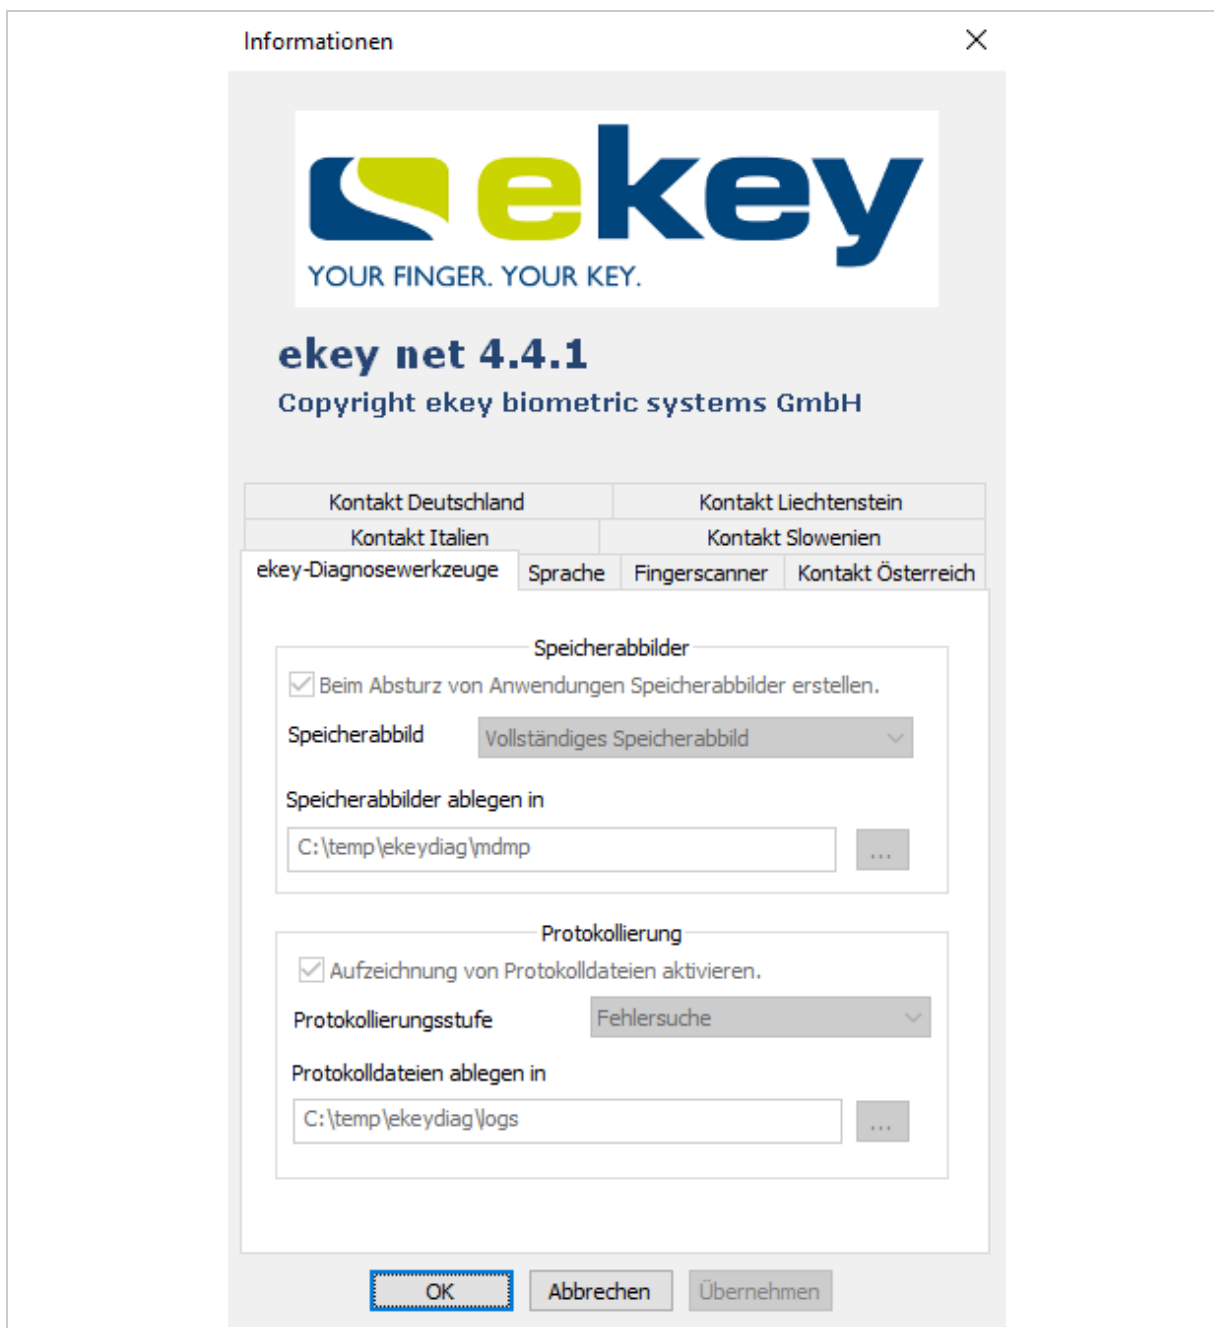 Informationen
ekey
YOUR FINGER. YOUR KEY.
ekey net 4.4.1
Copyright ekey biometric systems GmbH
Kontakt Deutschland Kontakt Liechtenstein
Kontakt Italien Kontakt Slowenien
ekey-Diagnosewerkzeuge Sprache Fingerscanner Kontakt Österreich
Speicherabbilder
Beim Absturz von Anwendungen Speicherabbilder erstellen.
Speicherabbild Vollständiges Speicherabbild
Speicherabbilder ablegen in
C:\temp\ekeydiag\mdmp ...
Protokollierung
Aufzeichnung von Protokolldateien aktivieren.
Protokollierungsstufe Fehlersuche
Protokolldateien ablegen in
C:\temp\ekeydiag\logs ...
OK Abbrechen Übernehmen